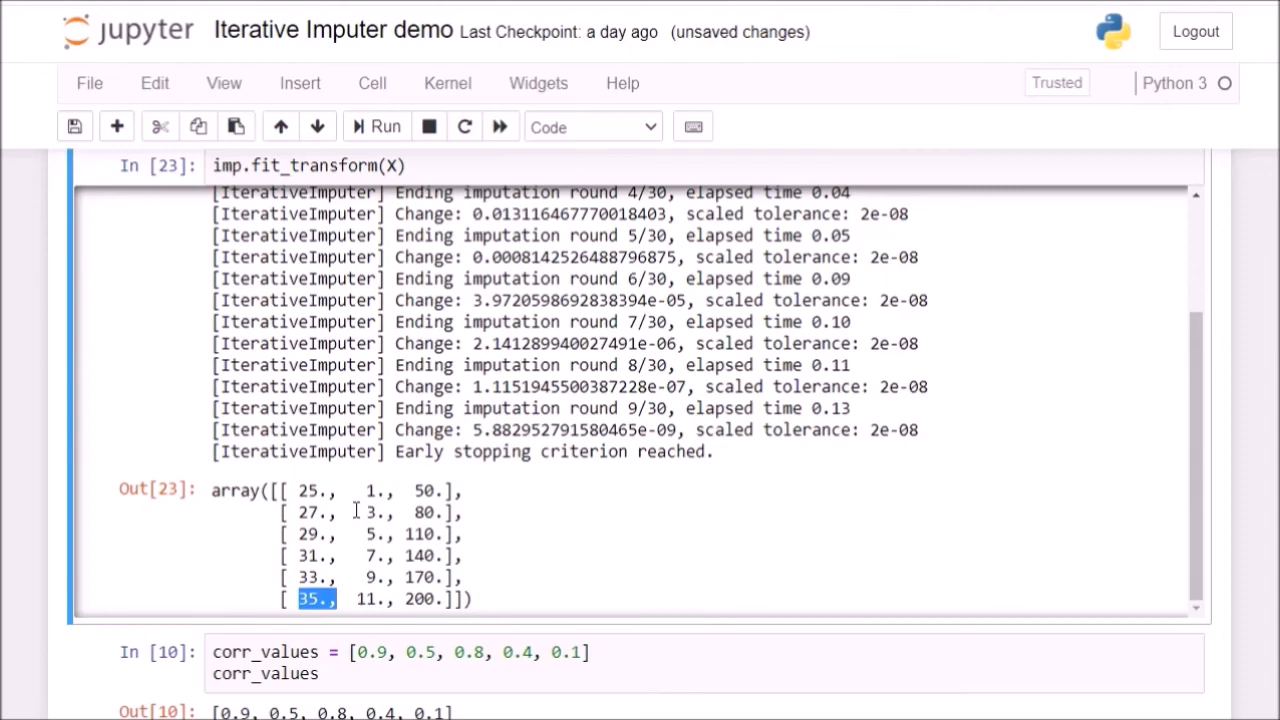 jupyter Iterative Imputer demo Last Checkpoint: a day ago (unsaved changes) Logout
File Edit View Insert Cell Kernel Widgets Help Trusted Python 3
Run Code
In [23]: imp.fit_transform(X)
[IterativeImputer] Ending imputation round 4/30, elapsed time 0.04
[IterativeImputer] Change: 0.013116467770018403, scaled tolerance: 2e-08
[IterativeImputer] Ending imputation round 5/30, elapsed time 0.05
[IterativeImputer] Change: 0.0008142526488796875, scaled tolerance: 2e-08
[IterativeImputer] Ending imputation round 6/30, elapsed time 0.09
[IterativeImputer] Change: 3.9720598692838394e-05, scaled tolerance: 2e-08
[IterativeImputer] Ending imputation round 7/30, elapsed time 0.10
[IterativeImputer] Change: 2.141289940027491e-06, scaled tolerance: 2e-08
[IterativeImputer] Ending imputation round 8/30, elapsed time 0.11
[IterativeImputer] Change: 1.1151945500387228e-07, scaled tolerance: 2e-08
[IterativeImputer] Ending imputation round 9/30, elapsed time 0.13
[IterativeImputer] Change: 5.882952791580465e-09, scaled tolerance: 2e-08
[IterativeImputer] Early stopping criterion reached.
Out[23]: array([[ 25., 1., 50.],
[ 27., 3., 80.],
[ 29., 5., 110.],
[ 31., 7., 140.],
[ 33., 9., 170.],
[ 35., 11., 200.]])
In [10]: corr_values = [0.9, 0.5, 0.8, 0.4, 0.1]
corr_values
Out[10]: [0.9, 0.5, 0.8, 0.4, 0.1]